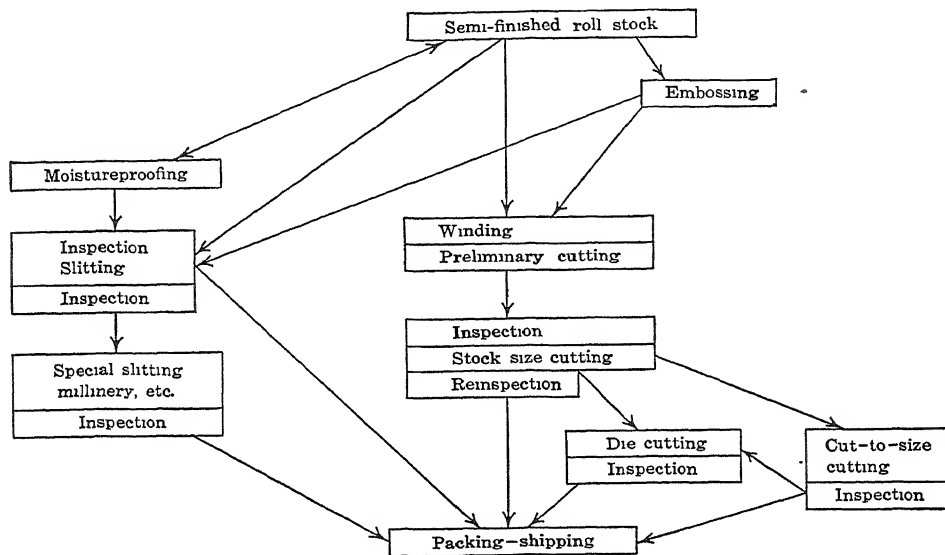 Semi-finished roll stock
Embossing
Moistureproofing
Inspection
Slitting
Inspection
Winding
Preliminary cutting
Inspection
Stock size cutting
Reinspection
Special slitting
millinery, etc.
Inspection
Die cutting
Inspection
Cut-to-size
cutting
Inspection
Packing-shipping